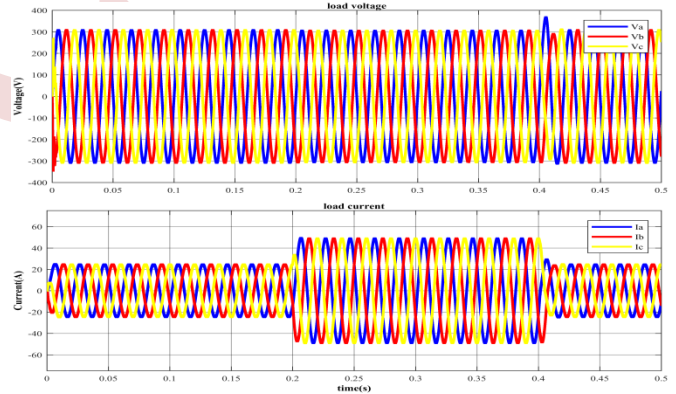 load voltage
400
300
200
100
0
-100
-200
-300
-400
Voltage(V)
Va
Vb
Vc
0 0.05 0.1 0.15 0.2 0.25 0.3 0.35 0.4 0.45 0.5
load current
60
40
20
0
-20
-40
-60
Current(A)
Ia
Ib
Ic
0 0.05 0.1 0.15 0.2 0.25 0.3 0.35 0.4 0.45 0.5
time(s)